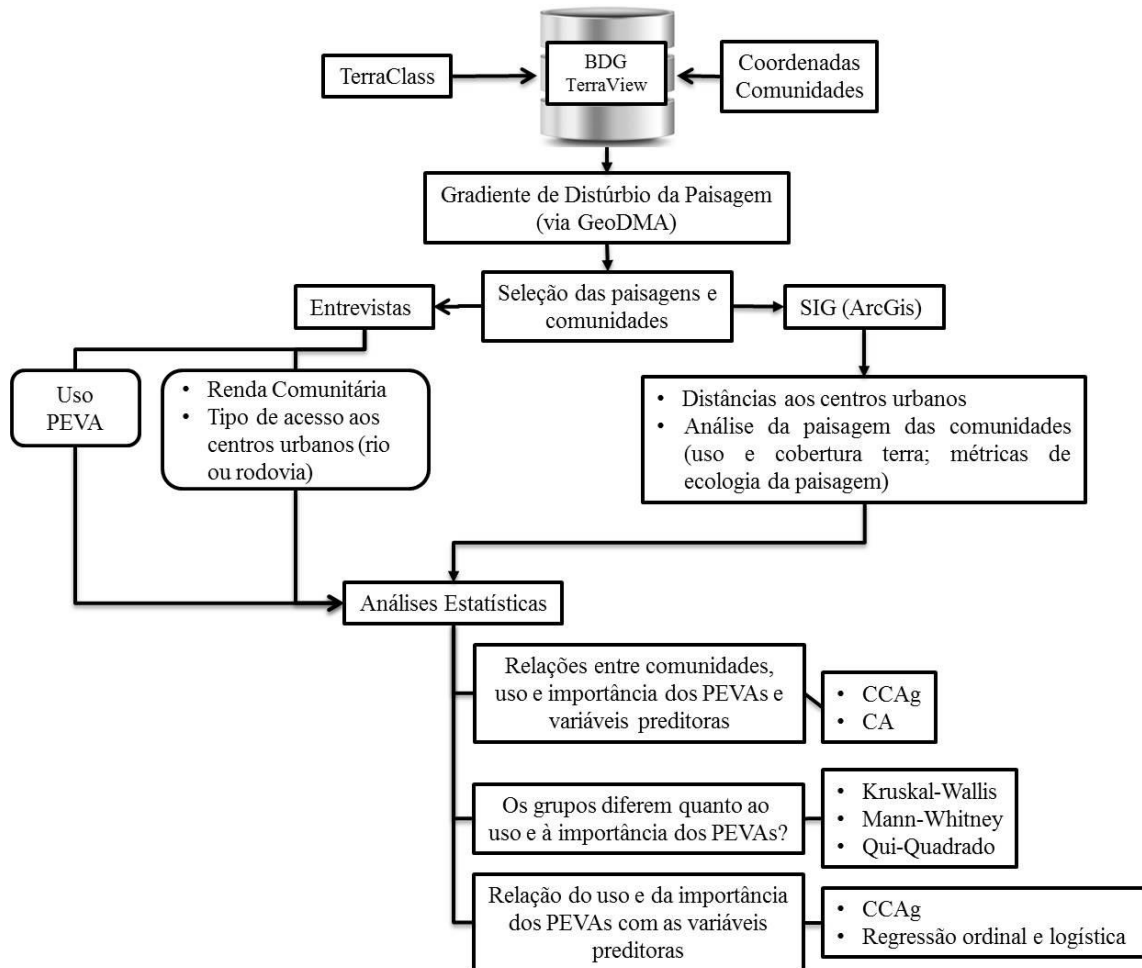 TerraClass
BDG
TerraView
Coordenadas
Comunidades
Gradiente de Distúrbio da Paisagem
(via GeoDMA)
Seleção das paisagens e
comunidades
Entrevistas
SIG (ArcGis)
Uso
PEVA
• Renda Comunitária
• Tipo de acesso aos
centros urbanos (rio
ou rodovia)
• Distâncias aos centros urbanos
• Análise da paisagem das comunidades
(uso e cobertura terra; métricas de
ecologia da paisagem)
Análises Estatísticas
Relações entre comunidades,
uso e importância dos PEVAs e
variáveis preditoras
• CCAg
• CA
Os grupos diferem quanto ao
uso e à importância dos PEVAs?
• Kruskal-Wallis
• Mann-Whitney
• Qui-Quadrado
Relação do uso e da importância
dos PEVAs com as variáveis
preditoras
• CCAg
• Regressão ordinal e logística